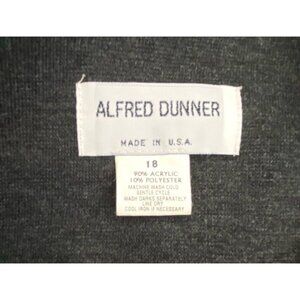 ALFRED DUNNER
MADE IN U.S.A.
18
90% ACRYLIC
10% POLYESTER
MACHINE WASH COLD
GENTLE CYCLE
WASH DARKS SEPARATELY
LINE DRY
COOL IRON IF NECESSARY